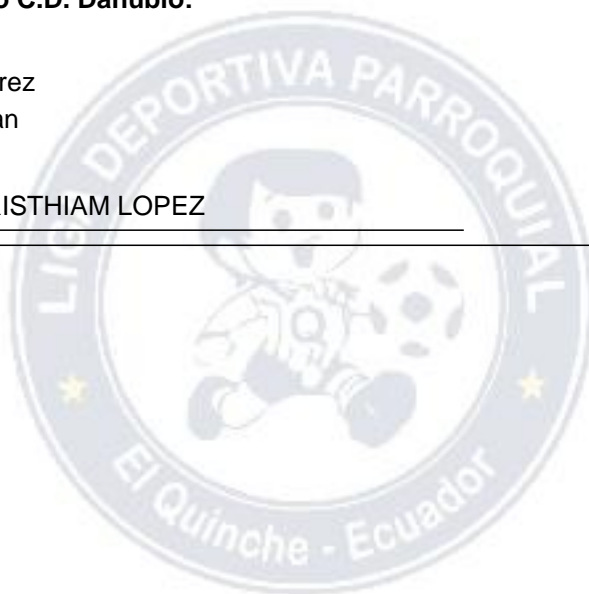 o C.D. Danubio:
rez
an
ISTHIAM LOPEZ
LIGA DEPORTIVA PARROQUIAL
Q
El Quinche - Ecuador